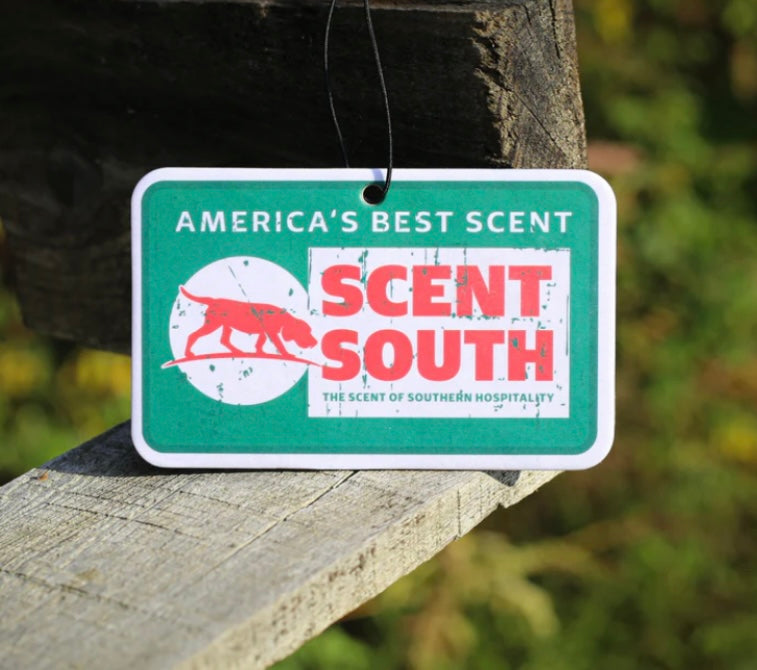 AMERICA'S BEST SCENT
SCENT
SOUTH
THE SCENT OF SOUTHERN HOSPITALITY